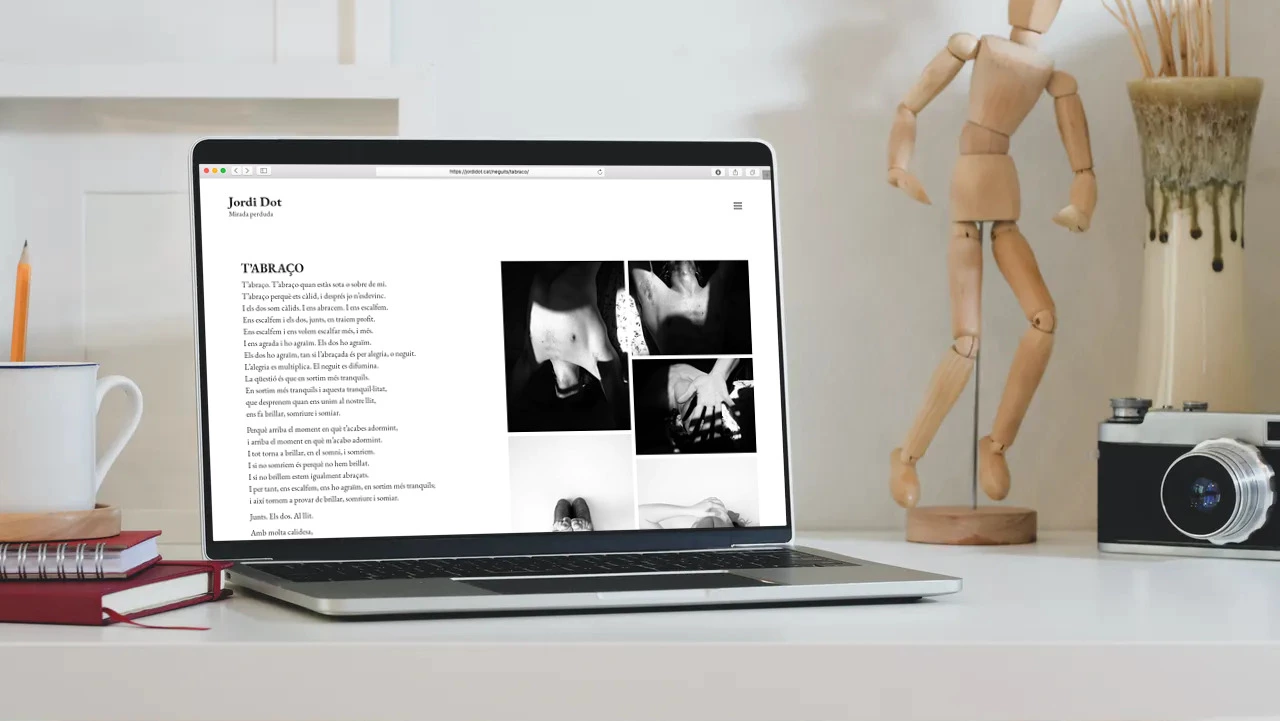 https://jordidot.cat/neguits/tabraco/
Jordi Dot
Mirada perduda
T'ABRAÇO
T'abraço. T'abraço quan estàs sota o sobre de mi.
T'abraço perquè ets càlid, i després jo n'esdevinc.
I els dos som càlids. I ens abracem. I ens escalfem.
Ens escalfem i els dos, junts, en traiem profit.
Ens escalfem i ens volem escalfar més, i més.
I ens agrada i ho agraïm. Els dos ho agraïm.
Els dos ho agraïm, tan si l'abraçada és per alegria, o neguit.
L'alegria es multiplica. El neguit es difumina.
La qüestió és que en sortim més tranquils.
En sortim més tranquils i aquesta tranquil·litat,
que desprenem quan ens unim al nostre llit,
ens fa brillar, somriure i somiar.
Perquè arriba el moment en què t'acabes adormint,
i arriba el moment en què m'acabo adormint.
I tot torna a brillar, en el somni, i somriem.
I si no somriem és perquè no hem brillat.
I si no brillem estem igualment abraçats.
I per tant, ens escalfem, ens ho agraïm, en sortim més tranquils,
i així tornem a provar de brillar, somriure i somiar.
Junts. Els dos. Al llit.
Amb molta calidesa,